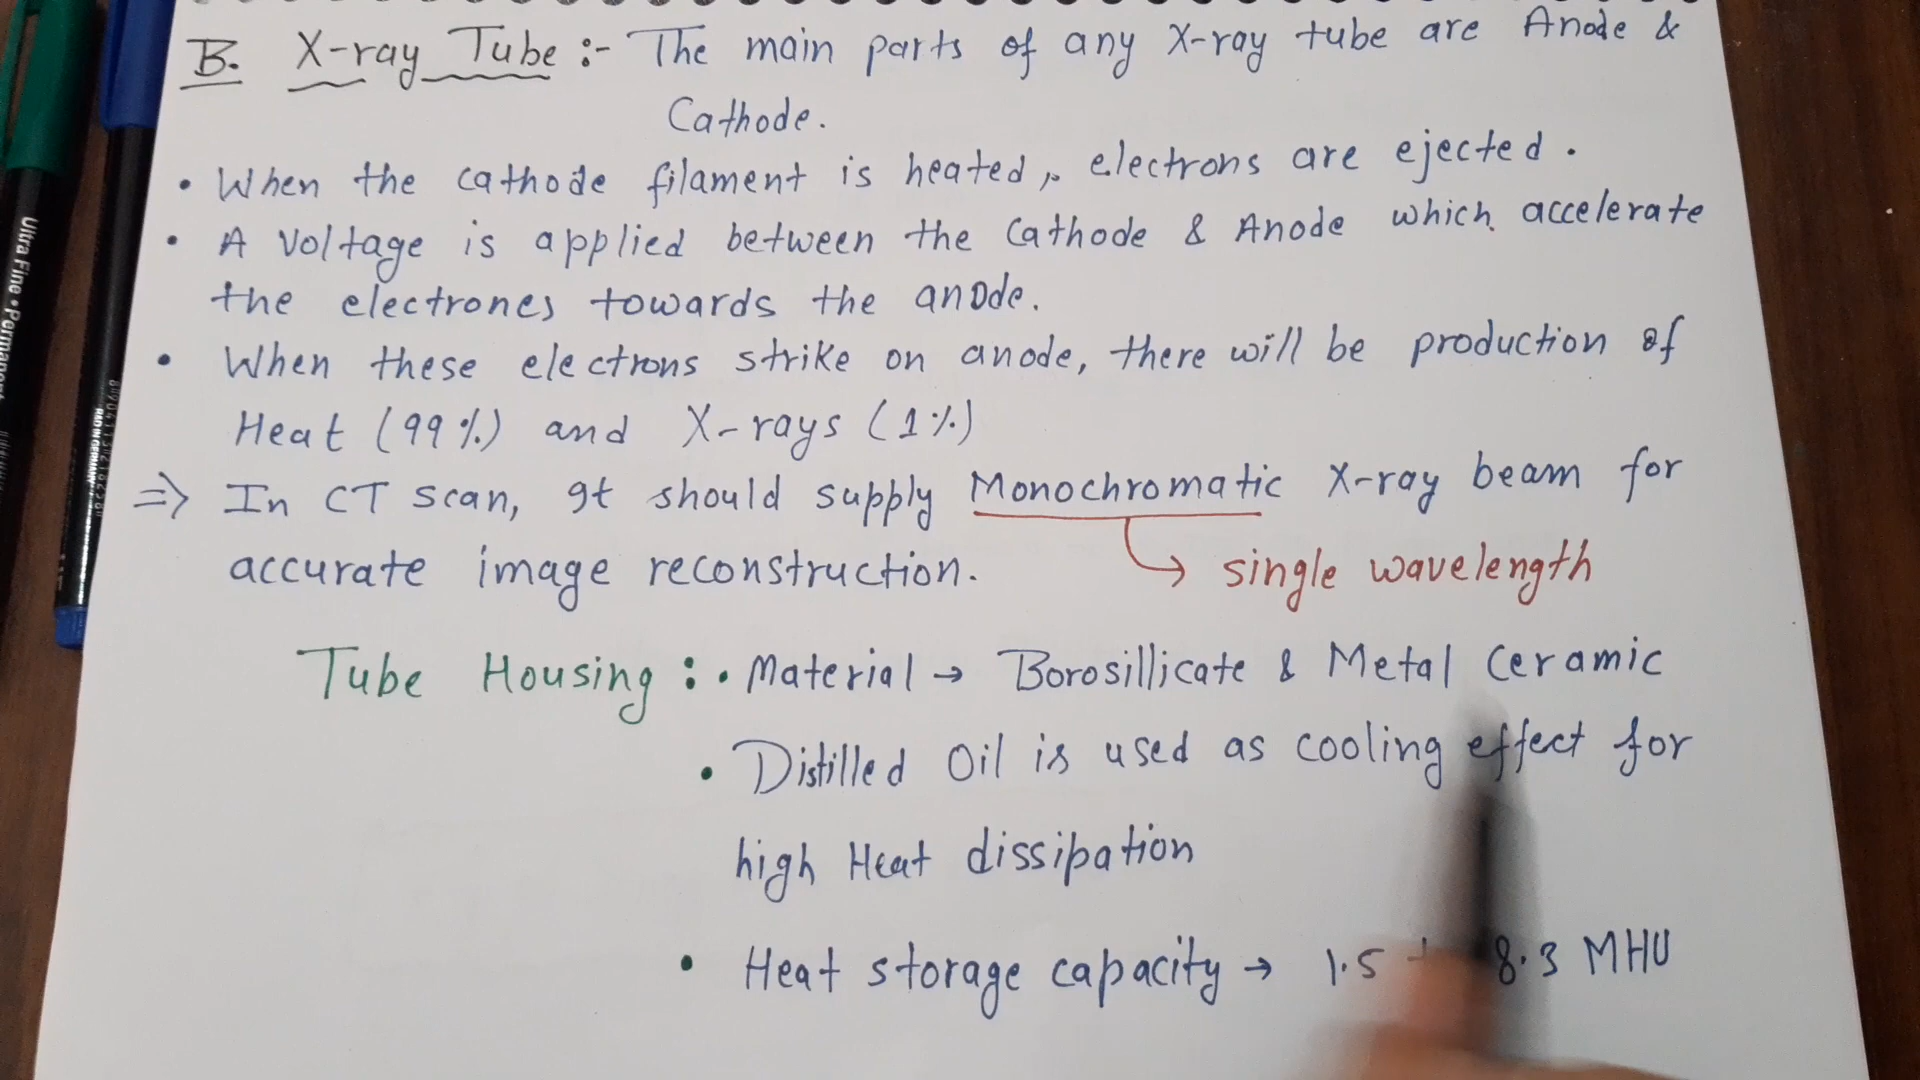 B. X-ray Tube :- The main parts of any X-ray tube are Anode &
Cathode.
• When the cathode filament is heated, electrons are ejected.
• A voltage is applied between the Cathode & Anode which accelerate
the electrones towards the anode.
• When these electrons strike on anode, there will be production of
Heat (99%) and X-rays (1%)
⇒ In CT scan, It should supply Monochromatic X-ray beam for
accurate image reconstruction.
→ single wavelength
Tube Housing : • Material → Borosillicate & Metal Ceramic
• Distilled Oil is used as cooling effect for
high Heat dissipation
• Heat storage capacity → 1.5 8.3 MHU
Ultra Fine •